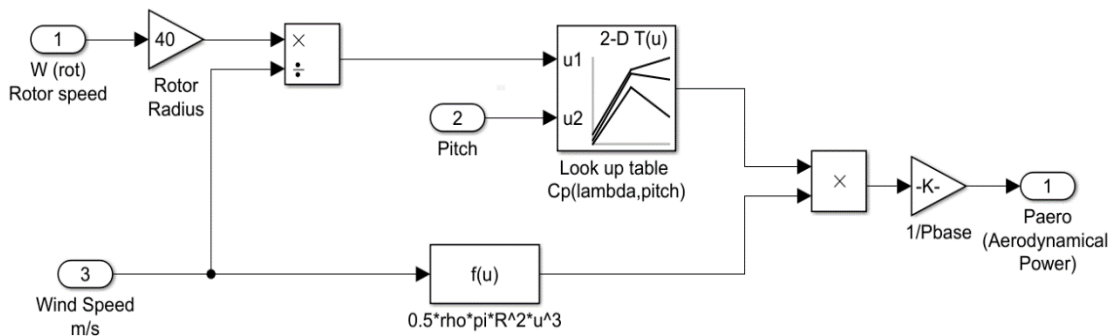 1
W (rot)
Rotor speed
40
Rotor
Radius
×
÷
2
Pitch
2-D T(u)
u1
u2
Look up table
Cp(lambda,pitch)
3
Wind Speed
m/s
f(u)
0.5*rho*pi*R^2*u^3
×
-K-
1/Pbase
1
Paero
(Aerodynamical
Power)